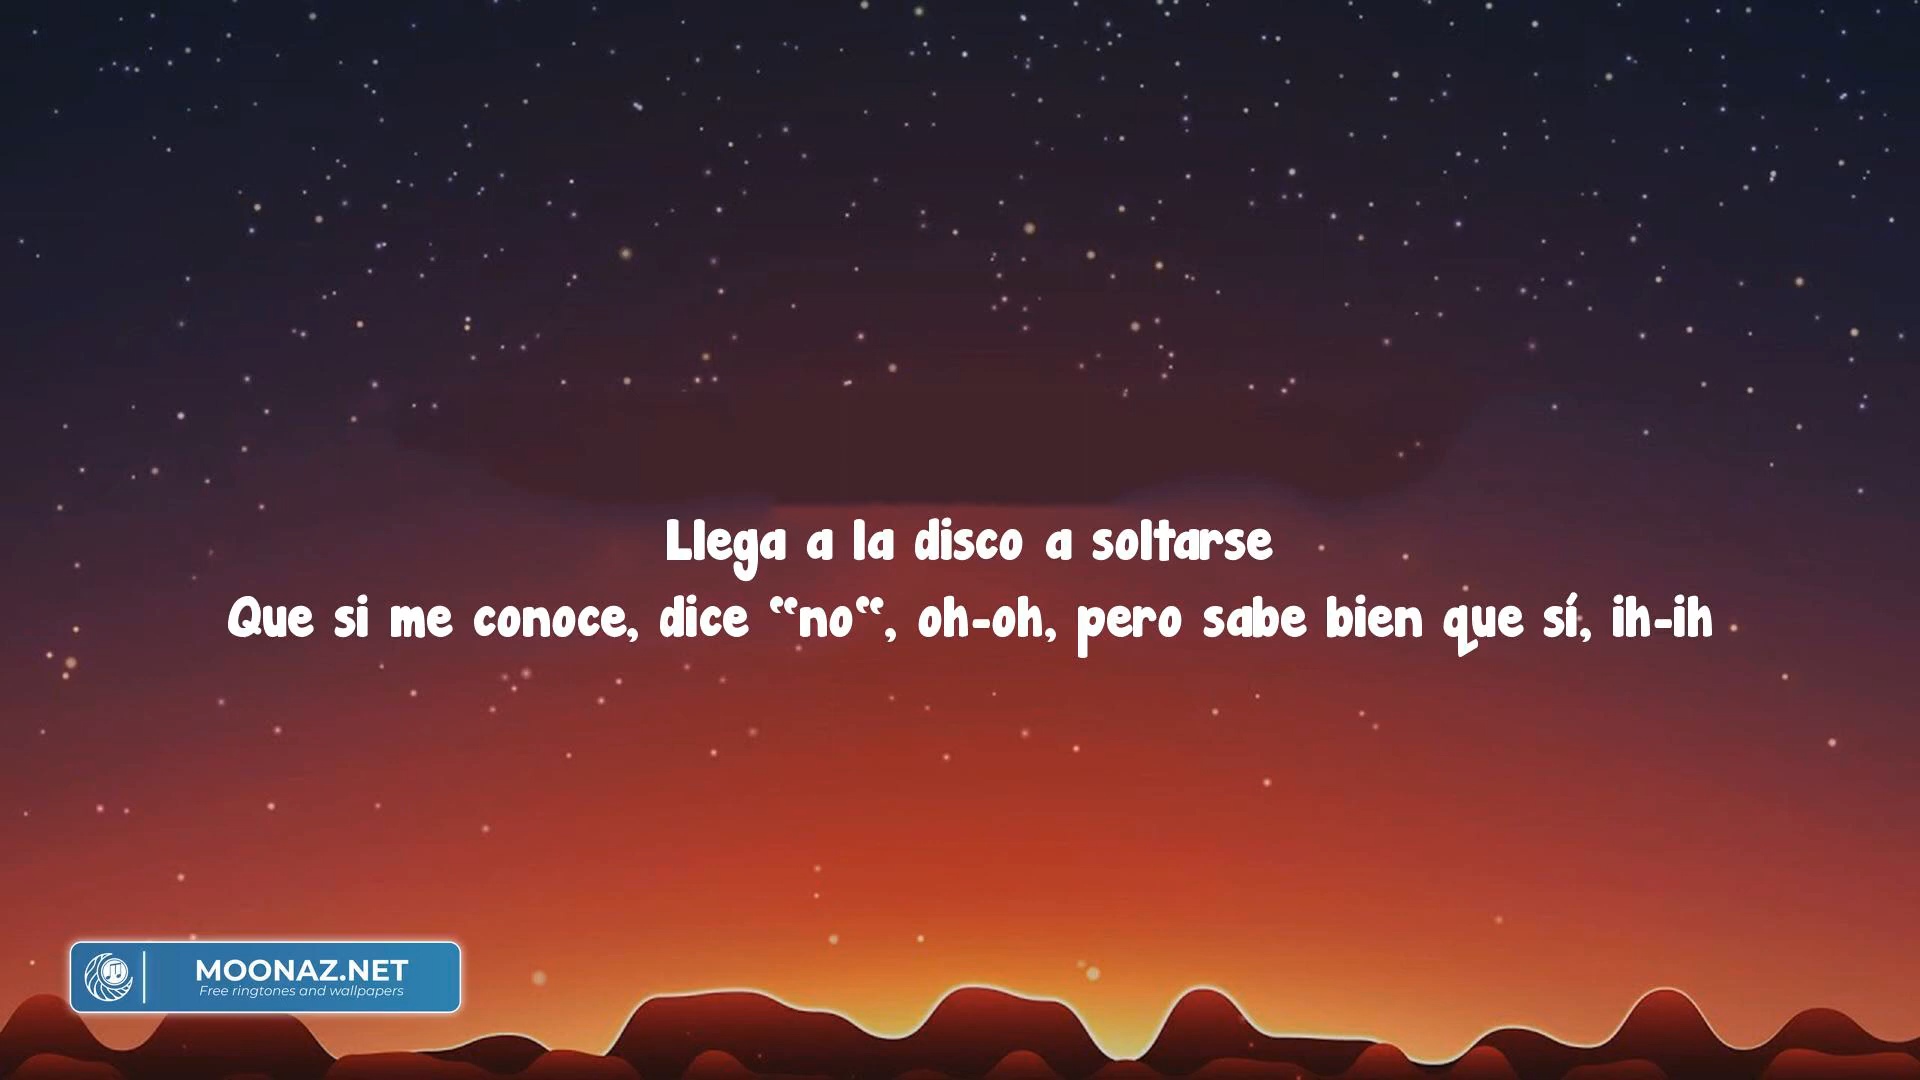 Llega a la disco a soltarse
Que si me conoce, dice “no“, oh-oh, pero sabe bien que sí, ih-ih
MOONAZ.NET
Free ringtones and wallpapers